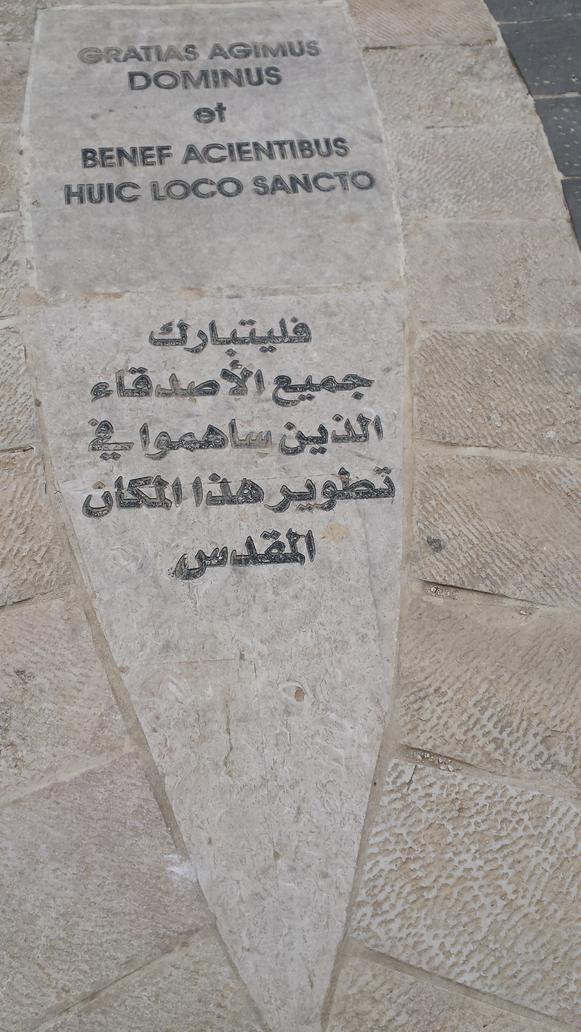 GRATIAS AGIMUS
DOMINUS
et
BENEF ACIENTIBUS
HUIC LOCO SANCTO
فليتبارك
جميع الأصدقاء
الذين ساهموا في
تطوير هذا المكان
المقدس